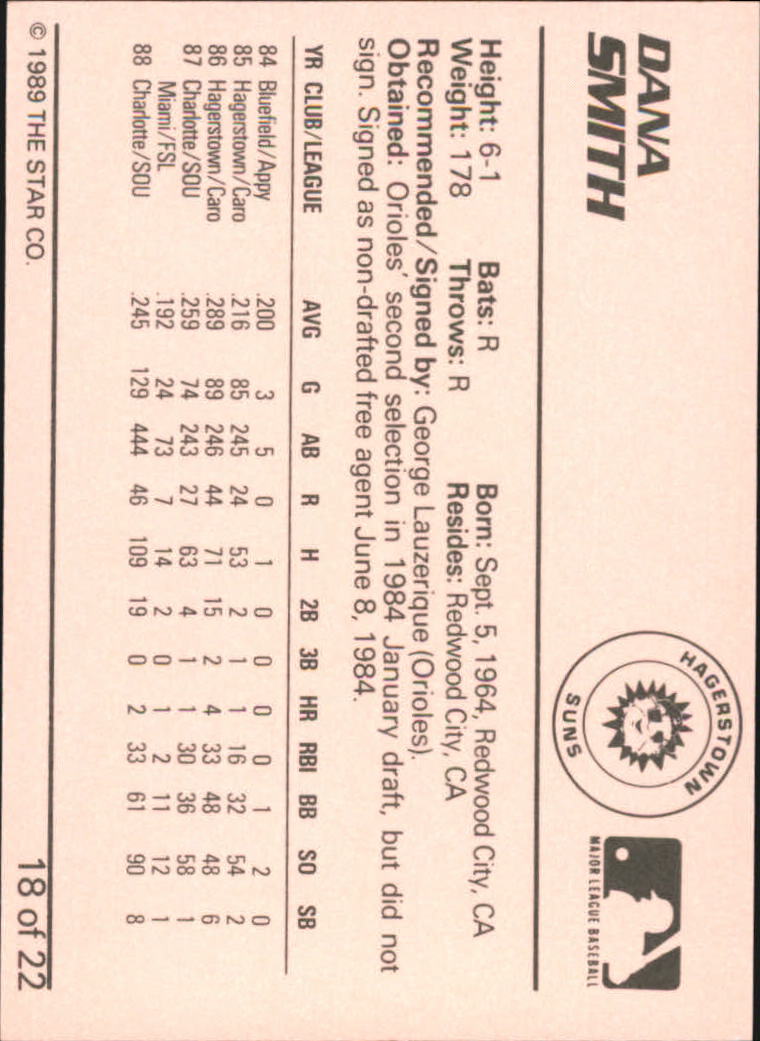 DANA
SMITH
HAGERSTOWN
SUNS
MAJOR LEAGUE BASEBALL
Height: 6-1 Bats: R Born: Sept. 5, 1964, Redwood City, CA
Weight: 178 Throws: R Resides: Redwood City, CA
Recommended/Signed by: George Lauzerique (Orioles).
Obtained: Orioles' second selection in 1984 January draft, but did not
sign. Signed as non-drafted free agent June 8, 1984.
YR CLUB/LEAGUE AVG G AB R H 2B 3B HR RBI BB SO SB
84 Bluefield/Appy .200 3 5 0 1 0 0 0 0 1 2 0
85 Hagerstown/Caro .216 85 245 24 53 2 1 1 16 32 54 2
86 Hagerstown/Caro .289 89 246 44 71 15 2 4 33 48 48 6
87 Charlotte/SOU .259 74 243 27 63 4 1 1 30 36 58 1
Miami/FSL .192 24 73 7 14 2 0 1 2 11 12 1
88 Charlotte/SOU .245 129 444 46 109 19 0 2 33 61 90 8
© 1989 THE STAR CO. 18 of 22